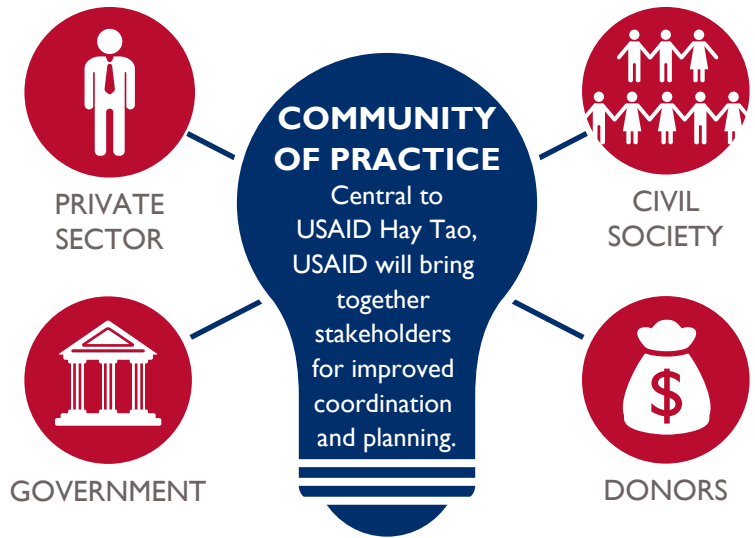 COMMUNITY
OF PRACTICE
Central to
USAID Hay Tao,
USAID will bring
together
stakeholders
for improved
coordination
and planning.
PRIVATE
SECTOR
CIVIL
SOCIETY
GOVERNMENT
$
DONORS